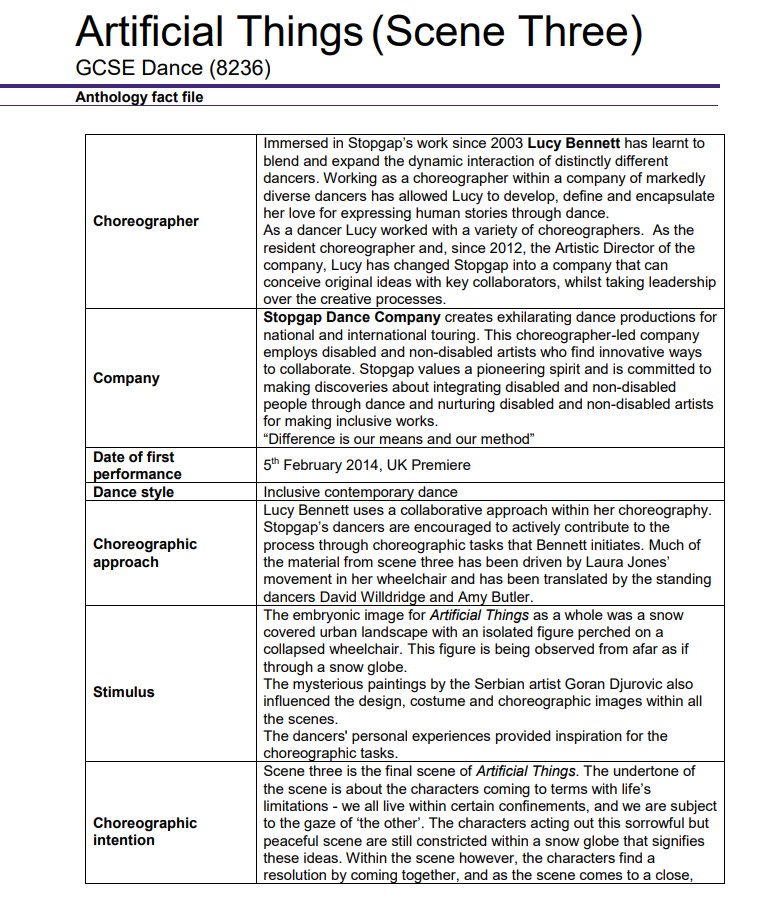 Artificial Things (Scene Three)
GCSE Dance (8236)
Anthology fact file
Choreographer
Immersed in Stopgap's work since 2003 Lucy Bennett has learnt to
blend and expand the dynamic interaction of distinctly different
dancers. Working as a choreographer within a company of markedly
diverse dancers has allowed Lucy to develop, define and encapsulate
her love for expressing human stories through dance.
As a dancer Lucy worked with a variety of choreographers.  As the
resident choreographer and, since 2012, the Artistic Director of the
company, Lucy has changed Stopgap into a company that can
conceive original ideas with key collaborators, whilst taking leadership
over the creative processes.
Company
Stopgap Dance Company creates exhilarating dance productions for
national and international touring. This choreographer-led company
employs disabled and non-disabled artists who find innovative ways
to collaborate. Stopgap values a pioneering spirit and is committed to
making discoveries about integrating disabled and non-disabled
people through dance and nurturing disabled and non-disabled artists
for making inclusive works.
“Difference is our means and our method”
Date of first
performance
5th February 2014, UK Premiere
Dance style
Inclusive contemporary dance
Choreographic
approach
Lucy Bennett uses a collaborative approach within her choreography.
Stopgap's dancers are encouraged to actively contribute to the
process through choreographic tasks that Bennett initiates. Much of
the material from scene three has been driven by Laura Jones'
movement in her wheelchair and has been translated by the standing
dancers David Willdridge and Amy Butler.
Stimulus
The embryonic image for Artificial Things as a whole was a snow
covered urban landscape with an isolated figure perched on a
collapsed wheelchair. This figure is being observed from afar as if
through a snow globe.
The mysterious paintings by the Serbian artist Goran Djurovic also
influenced the design, costume and choreographic images within all
the scenes.
The dancers' personal experiences provided inspiration for the
choreographic tasks.
Choreographic
intention
Scene three is the final scene of Artificial Things. The undertone of
the scene is about the characters coming to terms with life's
limitations - we all live within certain confinements, and we are subject
to the gaze of ‘the other’. The characters acting out this sorrowful but
peaceful scene are still constricted within a snow globe that signifies
these ideas. Within the scene however, the characters find a
resolution by coming together, and as the scene comes to a close,